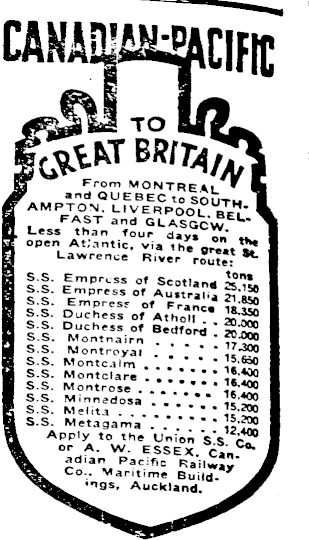 CANADIAN-PACIFIC
TO
GREAT BRITAIN
From MONTREAL
and QUEBEC to SOUTH-
AMPTON, LIVERPOOL, BEL-
FAST and GLASGOW.
Less than four days on the
open Atlantic, via the great St.
Lawrence River route:
tons
S.S. Empress of Scotland 25,150
S.S. Empress of Australia 21,850
S.S. Empress of France 18,350
S.S. Duchess of Atholl . . 20,000
S.S. Duchess of Bedford . 20,000
S.S. Montnairn . . . . . 17,300
S.S. Montroyal . . . . . 15,650
S.S. Montcalm . . . . . . 16,400
S.S. Montclare . . . . . . 16,400
S.S. Montrose . . . . . . 16,400
S.S. Minnedosa . . . . . 15,200
S.S. Melita . . . . . . . 15,200
S.S. Metagama . . . . . . 12,400
Apply to the Union S.S. Co.
or A. W. ESSEX, Can-
adian Pacific Railway
Co., Maritime Build-
ings, Auckland.